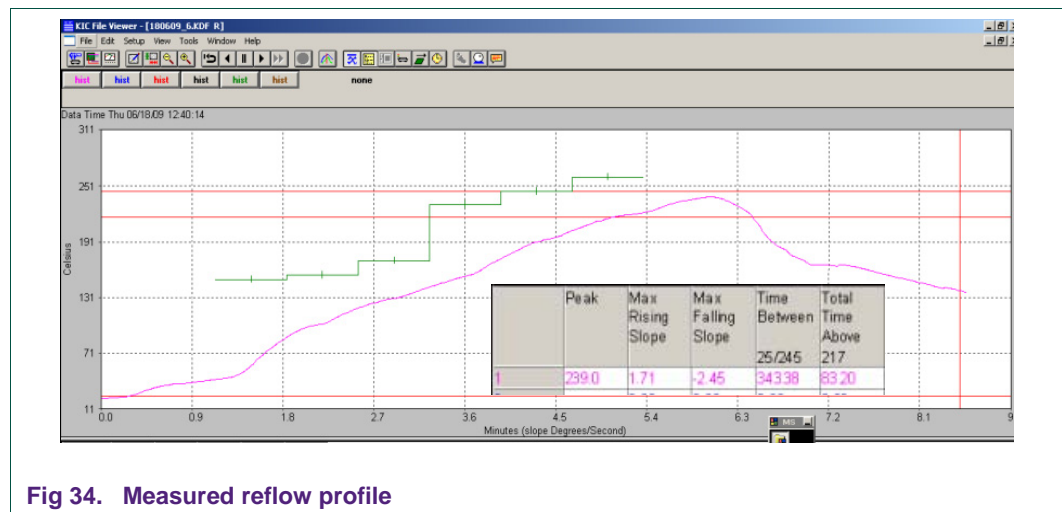 KIC File Viewer - [180609_6.KDF R]
File Edit Setup View Tools Window Help
hist hist hist hist hist hist none
Data Time Thu 06/18/09 12:40:14
311
251
191
131
71
11
Celsius
0.0 0.9 1.8 2.7 3.6 4.5 5.4 6.3 7.2 8.1 9
Minutes (slope Degrees/Second)
Peak Max Rising Slope Max Falling Slope Time Between 25/245 Total Time Above 217
1 239.0 1.71 -2.45 343.38 83.20
MS
Fig 34. Measured reflow profile